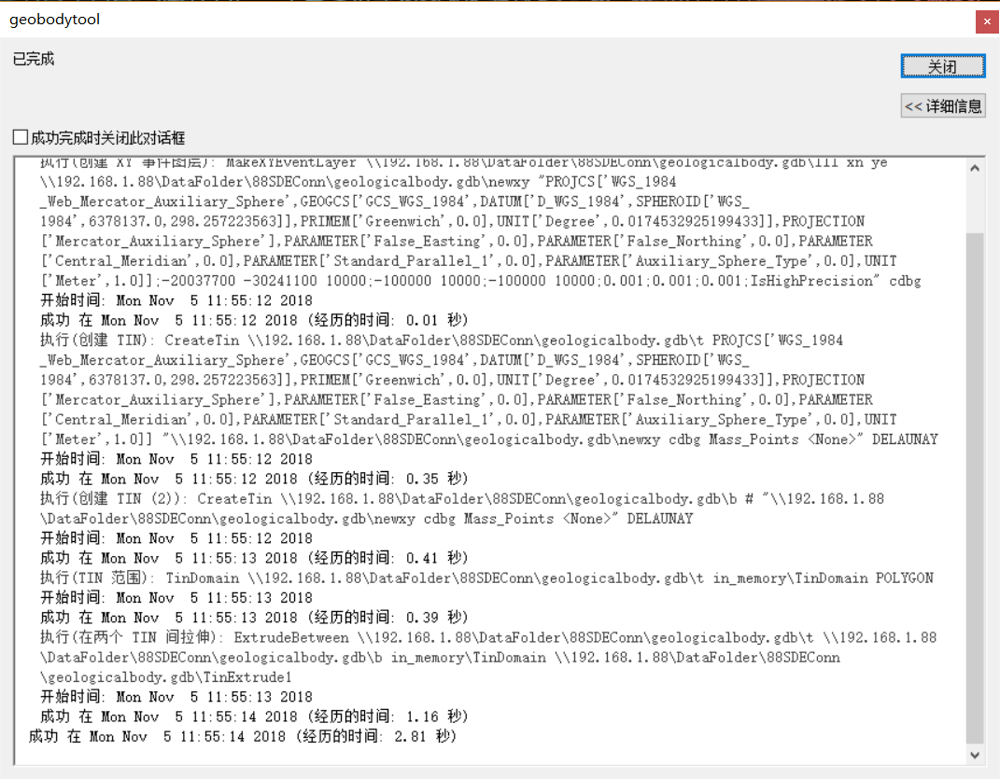 geobodytool
已完成
关闭
<< 详细信息
成功完成时关闭此对话框
执行(创建 XY 事件图层): MakeXYEventLayer \\192.168.1.88\DataFolder\88SDEConn\geologicalbody.gdb\lll xn ye
\\192.168.1.88\DataFolder\88SDEConn\geologicalbody.gdb\newxy "PROJCS['WGS_1984
_Web_Mercator_Auxiliary_Sphere',GEOGCS['GCS_WGS_1984',DATUM['D_WGS_1984',SPHEROID['WGS_
1984',6378137.0,298.257223563]],PRIMEM['Greenwich',0.0],UNIT['Degree',0.0174532925199433]],PROJECTION
['Mercator_Auxiliary_Sphere'],PARAMETER['False_Easting',0.0],PARAMETER['False_Northing',0.0],PARAMETER
['Central_Meridian',0.0],PARAMETER['Standard_Parallel_1',0.0],PARAMETER['Auxiliary_Sphere_Type',0.0],UNIT
['Meter',1.0]];-20037700 -30241100 10000;-100000 10000;-100000 10000;0.001;0.001;0.001;IsHighPrecision" cdbg
开始时间: Mon Nov  5 11:55:12 2018
成功 在 Mon Nov  5 11:55:12 2018 (经历的时间: 0.01 秒)
执行(创建 TIN): CreateTin \\192.168.1.88\DataFolder\88SDEConn\geologicalbody.gdb\t PROJCS['WGS_1984
_Web_Mercator_Auxiliary_Sphere',GEOGCS['GCS_WGS_1984',DATUM['D_WGS_1984',SPHEROID['WGS_
1984',6378137.0,298.257223563]],PRIMEM['Greenwich',0.0],UNIT['Degree',0.0174532925199433]],PROJECTION
['Mercator_Auxiliary_Sphere'],PARAMETER['False_Easting',0.0],PARAMETER['False_Northing',0.0],PARAMETER
['Central_Meridian',0.0],PARAMETER['Standard_Parallel_1',0.0],PARAMETER['Auxiliary_Sphere_Type',0.0],UNIT
['Meter',1.0]] "\\192.168.1.88\DataFolder\88SDEConn\geologicalbody.gdb\newxy cdbg Mass_Points <None>" DELAUNAY
开始时间: Mon Nov  5 11:55:12 2018
成功 在 Mon Nov  5 11:55:12 2018 (经历的时间: 0.35 秒)
执行(创建 TIN (2)): CreateTin \\192.168.1.88\DataFolder\88SDEConn\geologicalbody.gdb\b # "\\192.168.1.88
\DataFolder\88SDEConn\geologicalbody.gdb\newxy cdbg Mass_Points <None>" DELAUNAY
开始时间: Mon Nov  5 11:55:12 2018
成功 在 Mon Nov  5 11:55:13 2018 (经历的时间: 0.41 秒)
执行(TIN 范围): TinDomain \\192.168.1.88\DataFolder\88SDEConn\geologicalbody.gdb\t in_memory\TinDomain POLYGON
开始时间: Mon Nov  5 11:55:13 2018
成功 在 Mon Nov  5 11:55:13 2018 (经历的时间: 0.39 秒)
执行(在两个 TIN 间拉伸): ExtrudeBetween \\192.168.1.88\DataFolder\88SDEConn\geologicalbody.gdb\t \\192.168.1.88
\DataFolder\88SDEConn\geologicalbody.gdb\b in_memory\TinDomain \\192.168.1.88\DataFolder\88SDEConn
\geologicalbody.gdb\TinExtrude1
开始时间: Mon Nov  5 11:55:13 2018
成功 在 Mon Nov  5 11:55:14 2018 (经历的时间: 1.16 秒)
成功 在 Mon Nov  5 11:55:14 2018 (经历的时间: 2.81 秒)